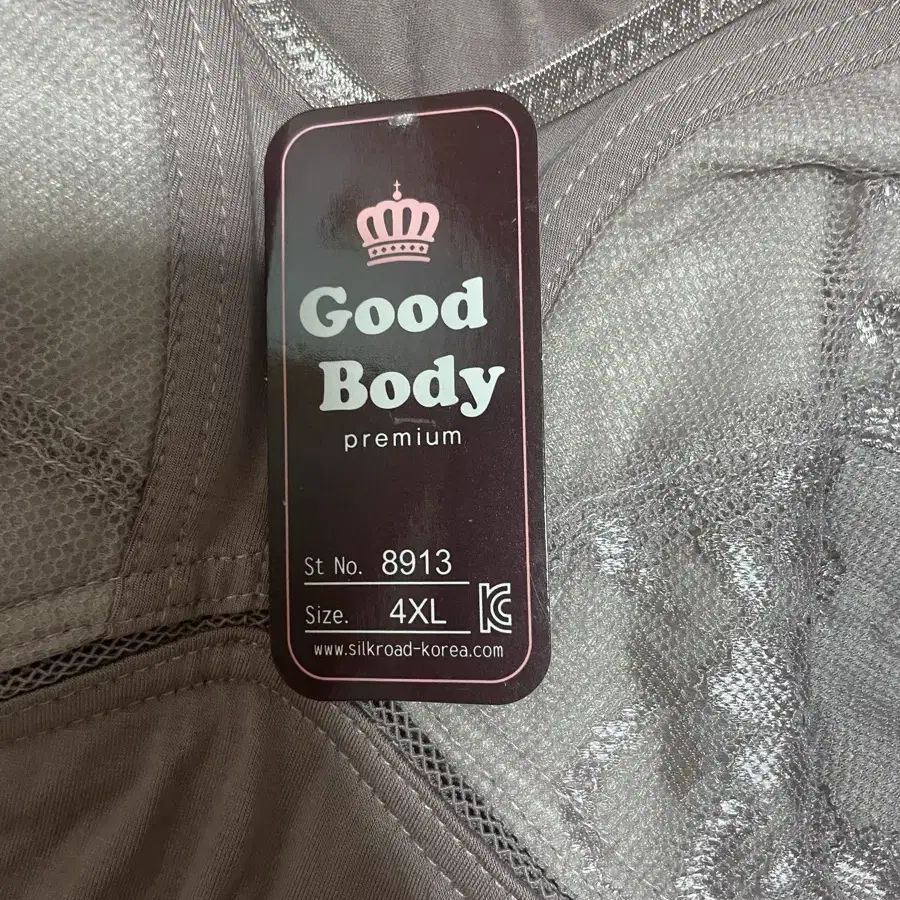 Good
Body
premium
St No. 8913
Size. 4XL
www.silkroad-korea.com